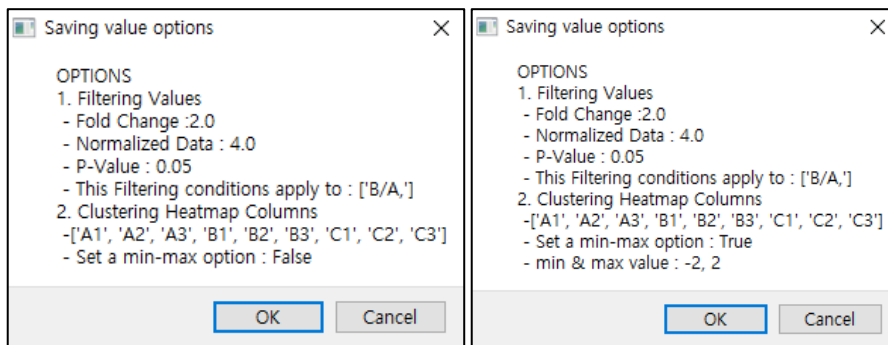 Saving value options
OPTIONS
1. Filtering Values
- Fold Change :2.0
- Normalized Data : 4.0
- P-Value : 0.05
- This Filtering conditions apply to : ['B/A,']
2. Clustering Heatmap Columns
-['A1', 'A2', 'A3', 'B1', 'B2', 'B3', 'C1', 'C2', 'C3']
- Set a min-max option : False
OK
Cancel
Saving value options
OPTIONS
1. Filtering Values
- Fold Change :2.0
- Normalized Data : 4.0
- P-Value : 0.05
- This Filtering conditions apply to : ['B/A,']
2. Clustering Heatmap Columns
-['A1', 'A2', 'A3', 'B1', 'B2', 'B3', 'C1', 'C2', 'C3']
- Set a min-max option : True
- min & max value : -2, 2
OK
Cancel